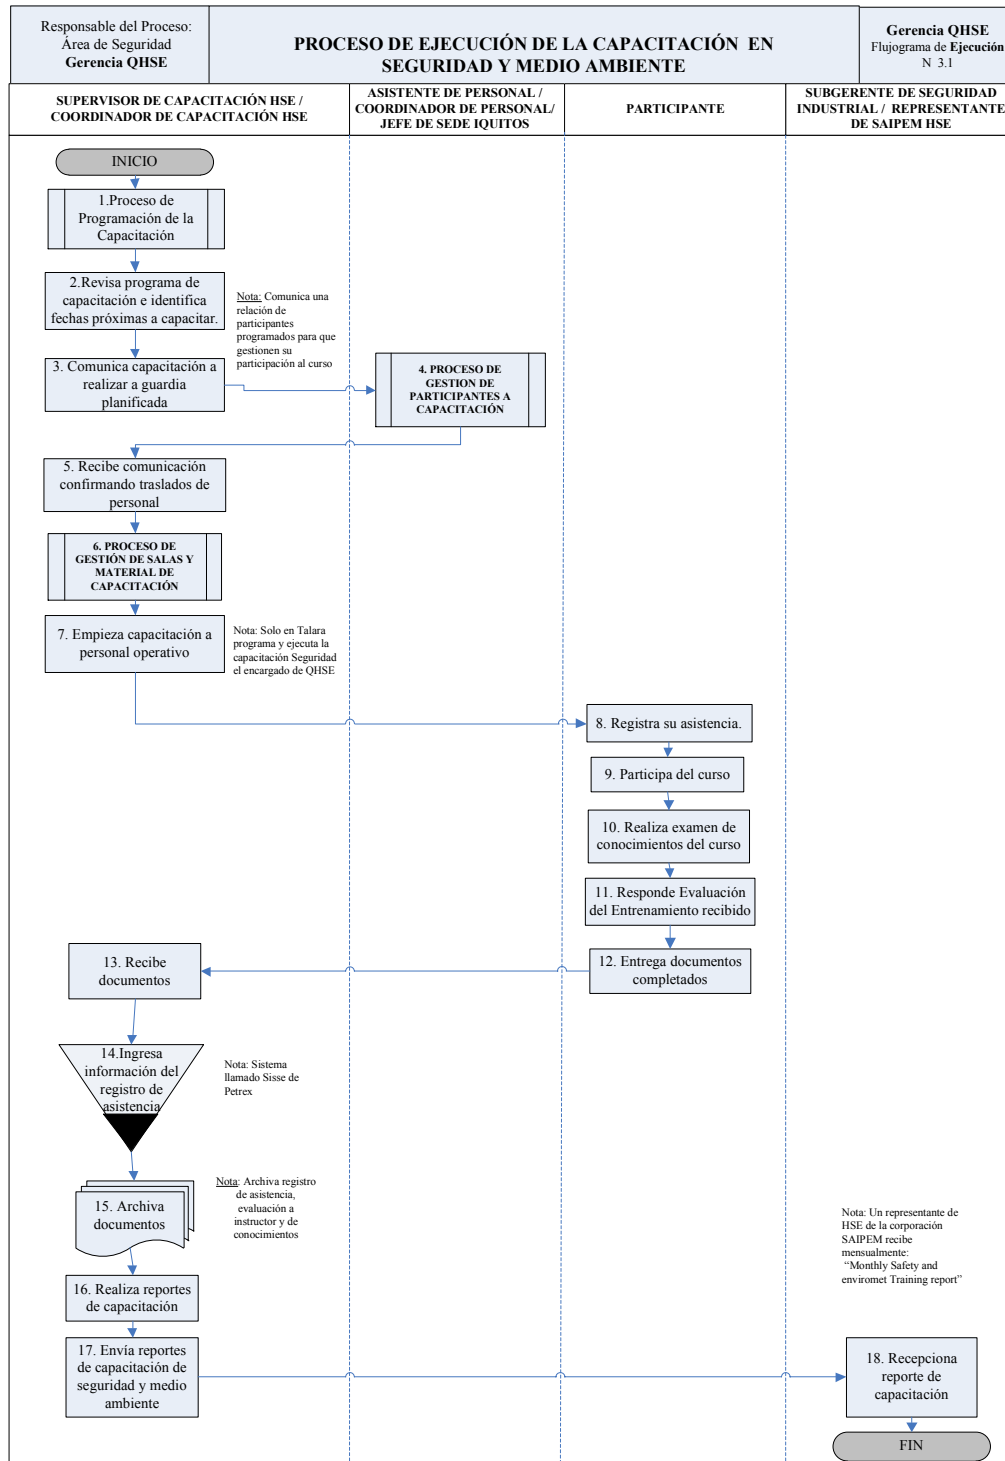 Responsable del Proceso:
Área de Seguridad
Gerencia QHSE
PROCESO DE EJECUCIÓN DE LA CAPACITACIÓN EN
SEGURIDAD Y MEDIO AMBIENTE
Gerencia QHSE
Flujograma de Ejecución
N 3.1
SUPERVISOR DE CAPACITACIÓN HSE /
COORDINADOR DE CAPACITACIÓN HSE
ASISTENTE DE PERSONAL /
COORDINADOR DE PERSONAL/
JEFE DE SEDE IQUITOS
PARTICIPANTE
SUBGERENTE DE SEGURIDAD
INDUSTRIAL / REPRESENTANTE
DE SAIPEM HSE
INICIO
1.Proceso de
Programación de la
Capacitación
2.Revisa programa de
capacitación e identifica
fechas próximas a capacitar.
Nota: Comunica una
relación de
participantes
programados para que
gestionen su
participación al curso
3. Comunica capacitación a
realizar a guardia
planificada
4. PROCESO DE
GESTION DE
PARTICIPANTES A
CAPACITACIÓN
5. Recibe comunicación
confirmando traslados de
personal
6. PROCESO DE
GESTIÓN DE SALAS Y
MATERIAL DE
CAPACITACIÓN
7. Empieza capacitación a
personal operativo
Nota: Solo en Talara
programa y ejecuta la
capacitación Seguridad
el encargado de QHSE
8. Registra su asistencia.
9. Participa del curso
10. Realiza examen de
conocimientos del curso
11. Responde Evaluación
del Entrenamiento recibido
12. Entrega documentos
completados
13. Recibe
documentos
14.Ingresa
información del
registro de
asistencia
Nota: Sistema
llamado Sisse de
Petrex
15. Archiva
documentos
Nota: Archiva registro
de asistencia,
evaluación a
instructor y de
conocimientos
16. Realiza reportes
de capacitación
17. Envía reportes
de capacitación de
seguridad y medio
ambiente
Nota: Un representante de
HSE de la corporación
SAIPEM recibe
mensualmente:
“Monthly Safety and
enviromet Training report”
18. Recepciona
reporte de
capacitación
FIN